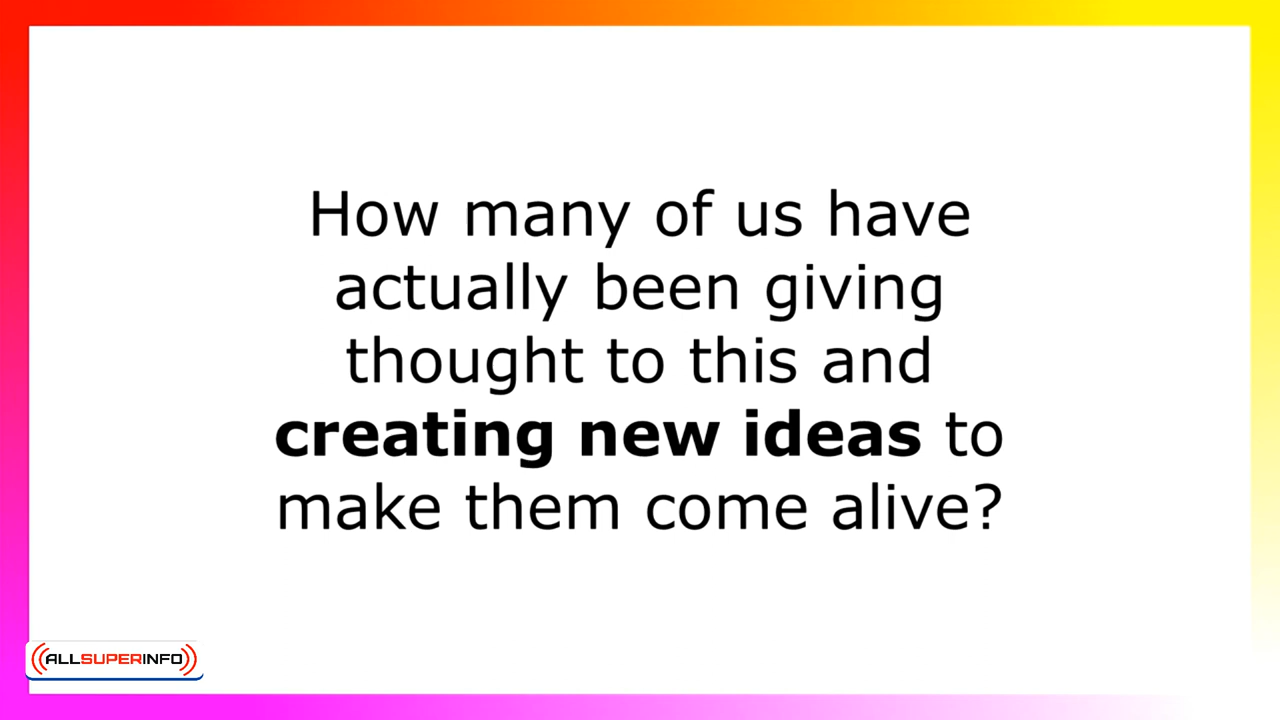 How many of us have
actually been giving
thought to this and
creating new ideas to
make them come alive?
ALLSUPERINFO